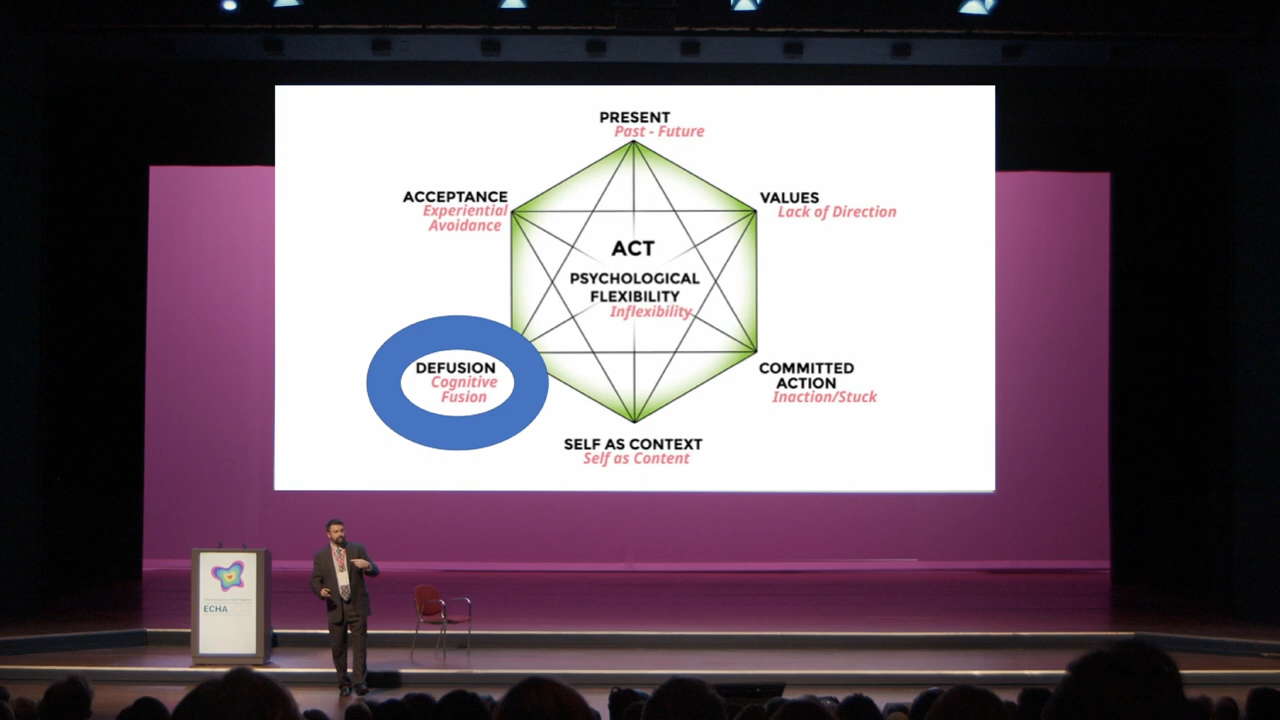 PRESENT
Past - Future
ACCEPTANCE
Experiential
Avoidance
VALUES
Lack of Direction
ACT
PSYCHOLOGICAL
FLEXIBILITY
Inflexibility
DEFUSION
Cognitive
Fusion
COMMITTED
ACTION
Inaction/Stuck
SELF AS CONTEXT
Self as Content
ECHA